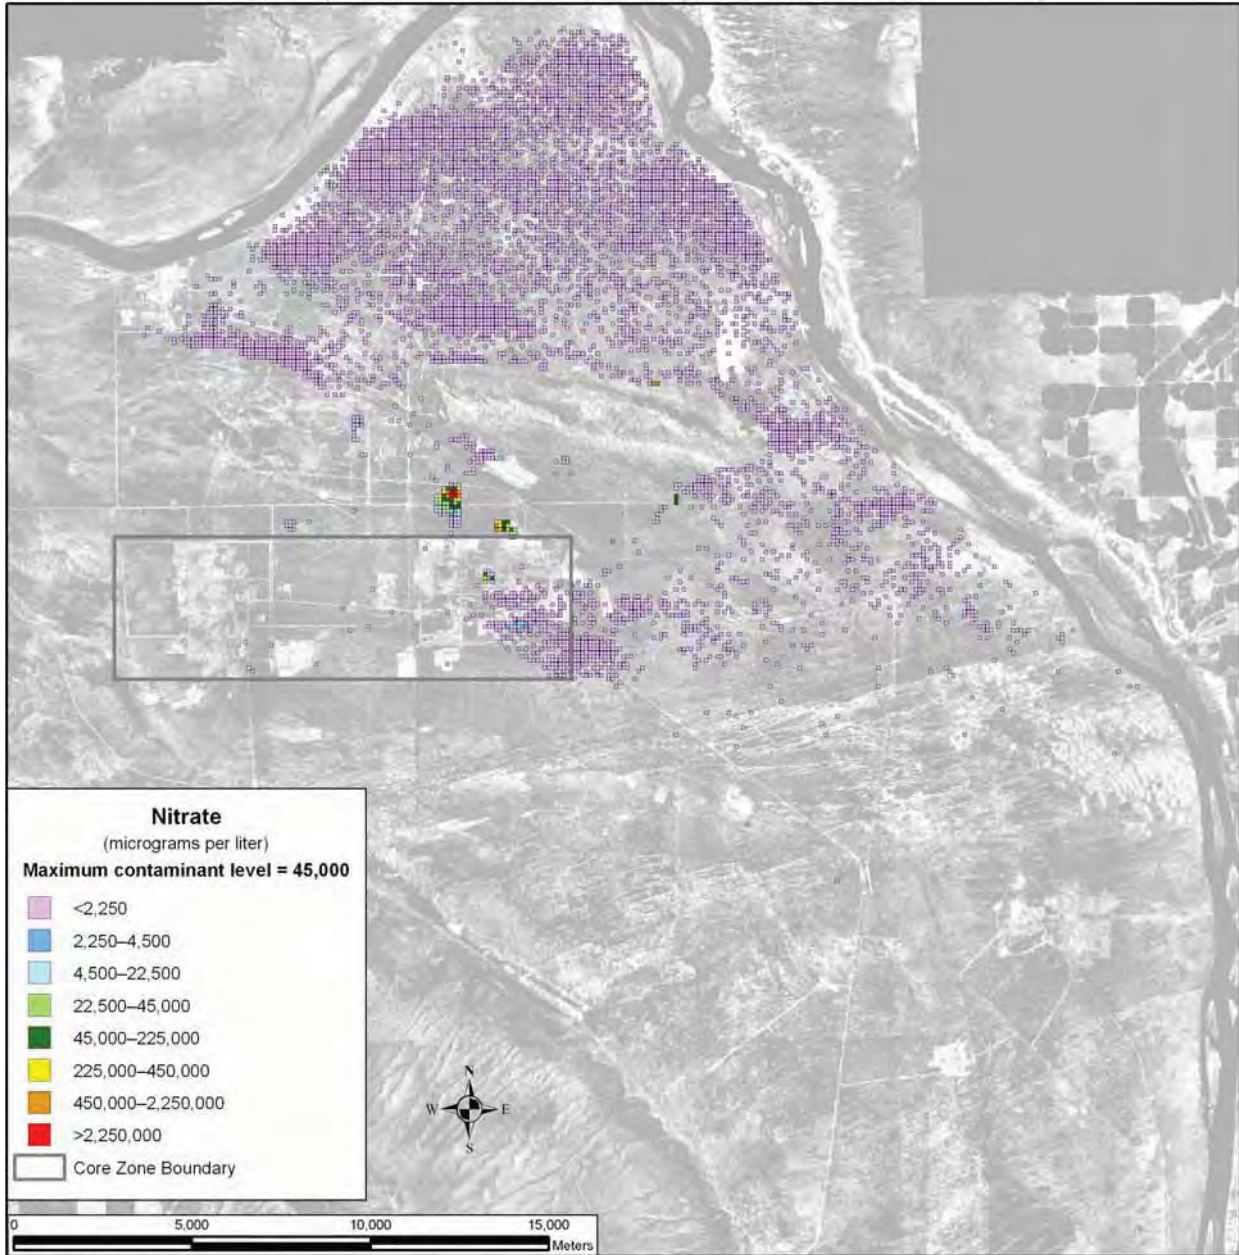 Nitrate
(micrograms per liter)
Maximum contaminant level = 45,000
<2,250
2,250–4,500
4,500–22,500
22,500–45,000
45,000–225,000
225,000–450,000
450,000–2,250,000
>2,250,000
Core Zone Boundary
N
W E
S
0 5,000 10,000 15,000
Meters